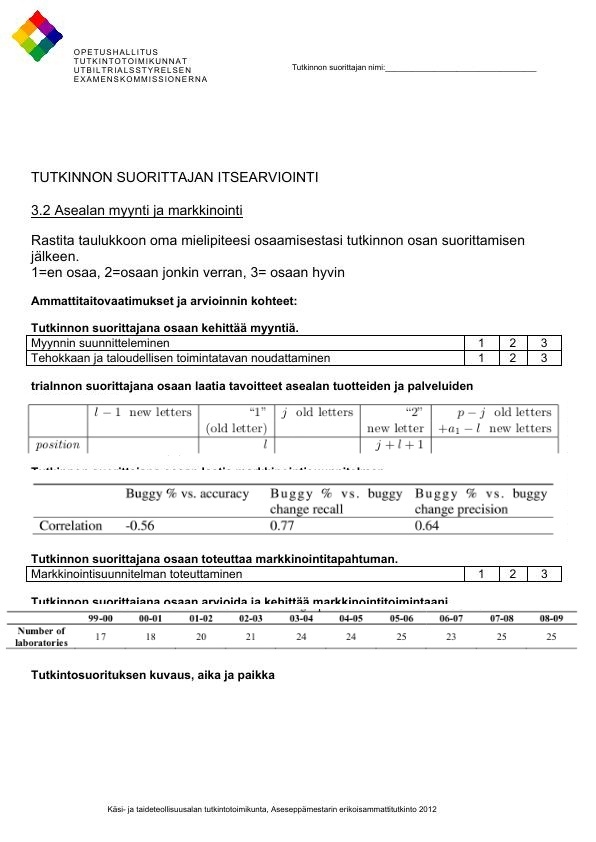 OPETUSHALLITUS
TUTKINTOTOIMIKUNNAT
UTBILTRIALSSTYRELSEN
EXAMENSKOMMISSIONERNA
Tutkinnon suorittajan nimi:
TUTKINNON SUORITTAJAN ITSEARVIOINTI
3.2 Asealan myynti ja markkinointi
Rastita taulukkoon oma mielipiteesi osaamisestasi tutkinnon osan suorittamisen
jälkeen.
1=en osaa, 2=osaan jonkin verran, 3= osaan hyvin
Ammattitaitovaatimukset ja arvioinnin kohteet:
Tutkinnon suorittajana osaan kehittää myyntiä.
Myynnin suunnitteleminen 1 2 3
Tehokkaan ja taloudellisen toimintatavan noudattaminen 1 2 3
trialnnon suorittajana osaan laatia tavoitteet asealan tuotteiden ja palveluiden
l − 1 new letters "1" j old letters "2" p − j old letters
(old letter) new letter +a₁ − l new letters
position l j + l + 1
Tutkinnon suorittajana osaan laatia markkinointisuunnitelman
Buggy % vs. accuracy Buggy % vs. buggy Buggy % vs. buggy
change recall change precision
Correlation -0.56 0.77 0.64
Tutkinnon suorittajana osaan toteuttaa markkinointitapahtuman.
Markkinointisuunnitelman toteuttaminen 1 2 3
Tutkinnon suorittajana osaan arvioida ja kehittää markkinointitoimintaani
99-00 00-01 01-02 02-03 03-04 04-05 05-06 06-07 07-08 08-09
Number of 17 18 20 21 24 24 25 23 25 25
laboratories
Tutkintosuorituksen kuvaus, aika ja paikka
Käsi- ja taideteollisuusalan tutkintotoimikunta, Aseseppämestarin erikoisammattitutkinto 2012